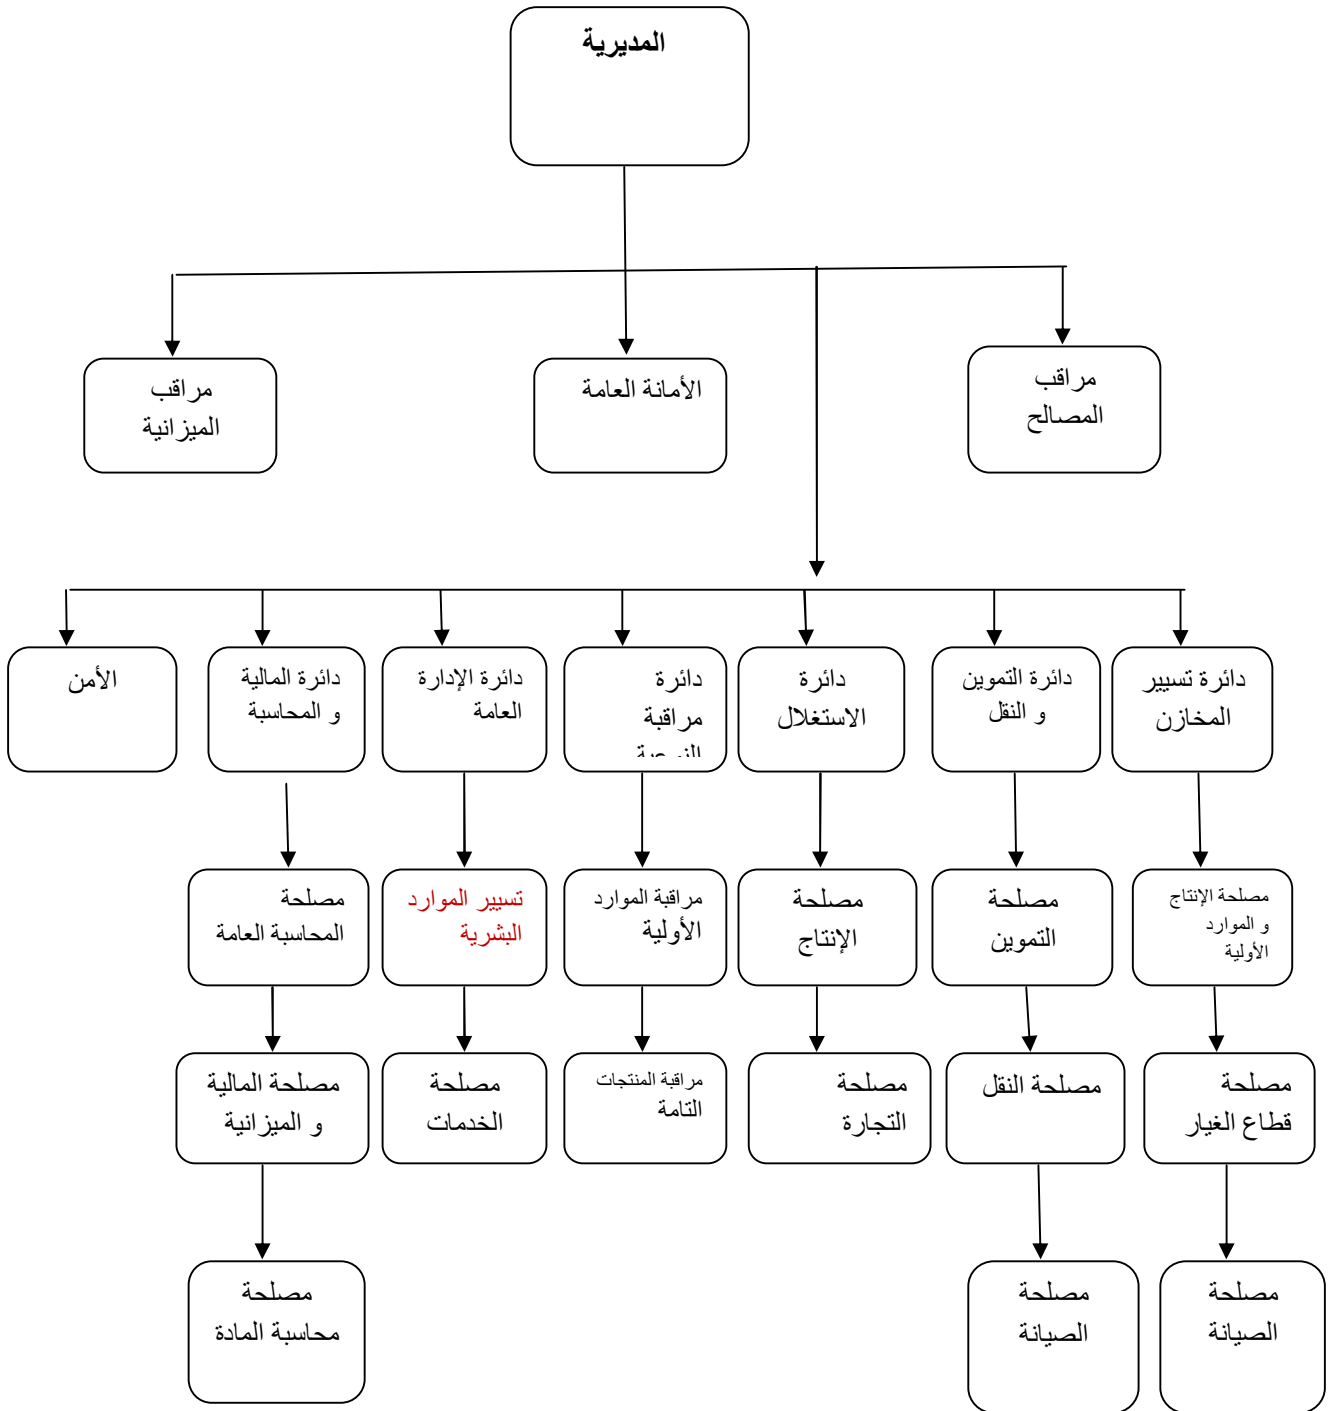 المديرية
مراقب
المصالح
الأمانة العامة
مراقب
الميزانية
دائرة تسيير
المخازن
دائرة التموين
و النقل
دائرة
الاستغلال
دائرة
مراقبة
النوعية
دائرة الإدارة
العامة
دائرة المالية
و المحاسبة
الأمن
مصلحة الإنتاج
و الموارد
الأولية
مصلحة
التموين
مصلحة
الإنتاج
مراقبة الموارد
الأولية
تسيير الموارد
البشرية
مصلحة
المحاسبة العامة
مصلحة
قطاع الغيار
مصلحة النقل
مصلحة
التجارة
مراقبة المنتجات
التامة
مصلحة
الخدمات
مصلحة المالية
و الميزانية
مصلحة
الصيانة
مصلحة
الصيانة
مصلحة
محاسبة المادة